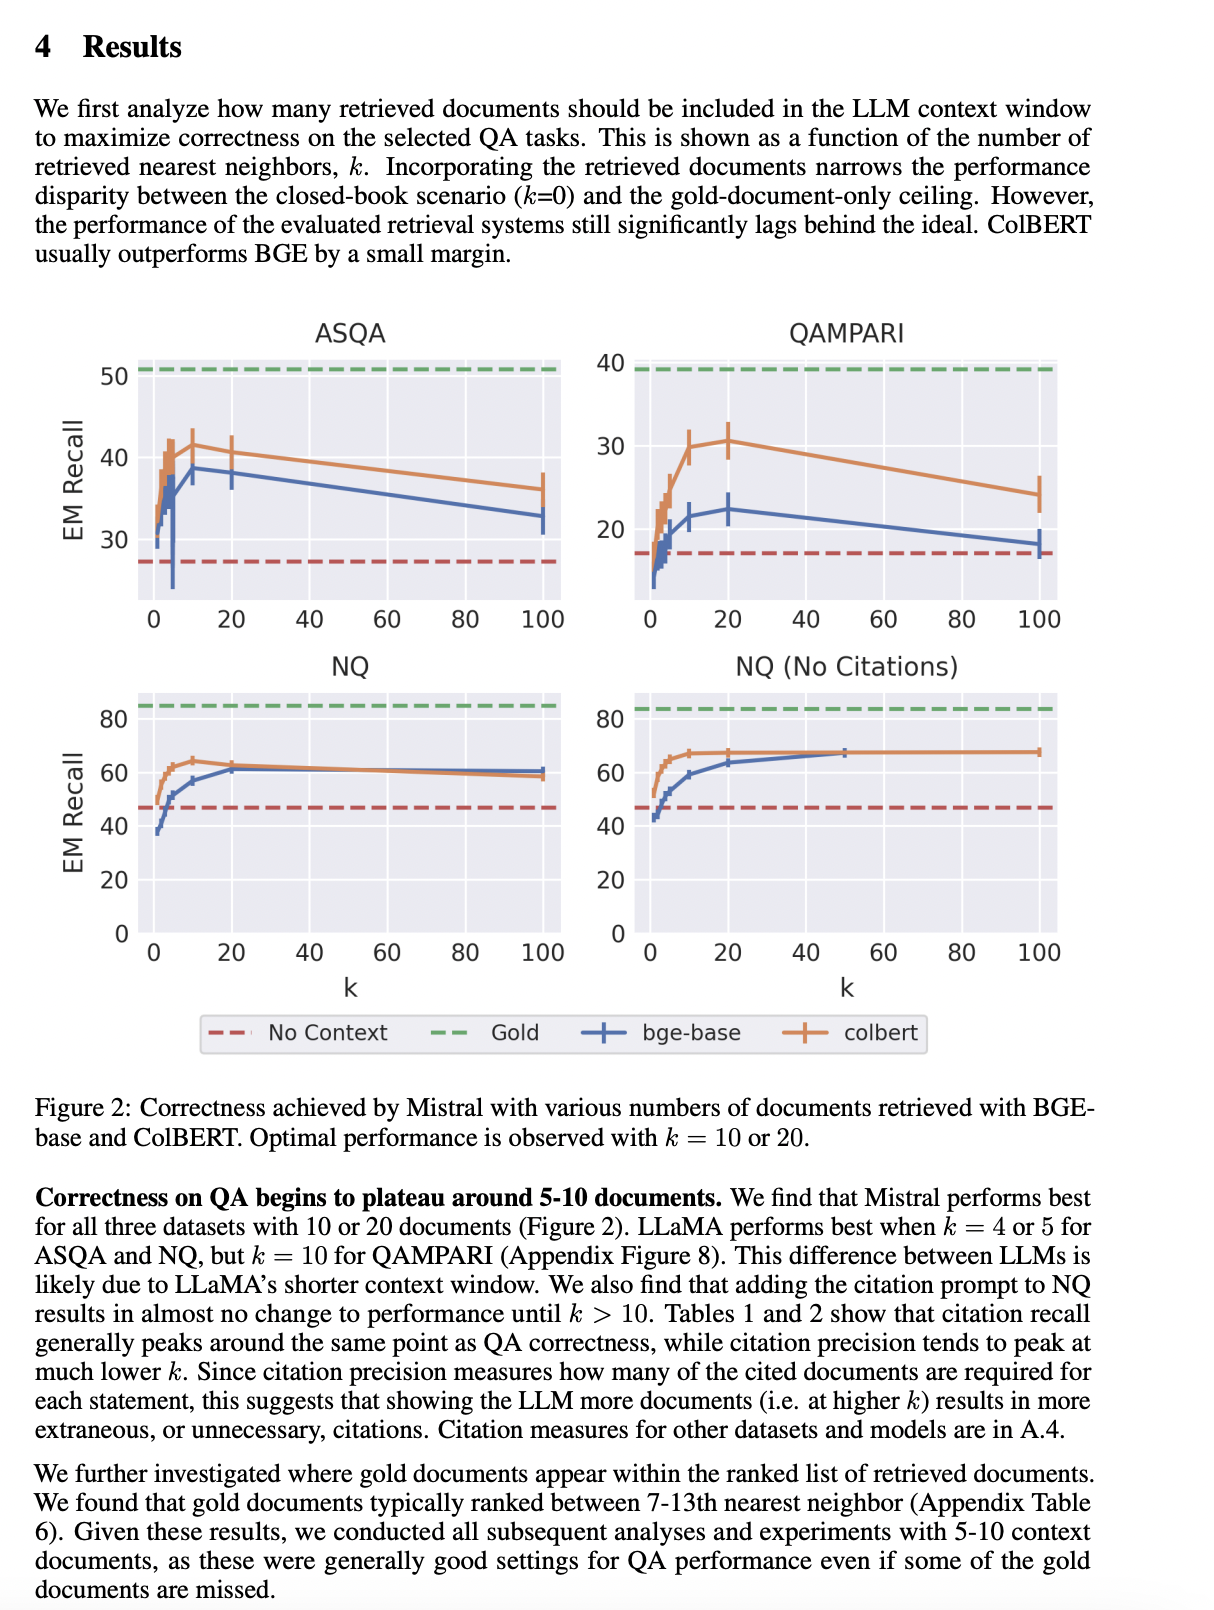 4 Results
We first analyze how many retrieved documents should be included in the LLM context window
to maximize correctness on the selected QA tasks. This is shown as a function of the number of
retrieved nearest neighbors, k. Incorporating the retrieved documents narrows the performance
disparity between the closed-book scenario (k=0) and the gold-document-only ceiling. However,
the performance of the evaluated retrieval systems still significantly lags behind the ideal. ColBERT
usually outperforms BGE by a small margin.
ASQA
EM Recall
50
40
30
0 20 40 60 80 100
QAMPARI
40
30
20
0 20 40 60 80 100
NQ
EM Recall
80
60
40
20
0
0 20 40 60 80 100
k
NQ (No Citations)
80
60
40
20
0
0 20 40 60 80 100
k
No Context Gold bge-base colbert
Figure 2: Correctness achieved by Mistral with various numbers of documents retrieved with BGE-
base and ColBERT. Optimal performance is observed with k = 10 or 20.
Correctness on QA begins to plateau around 5-10 documents. We find that Mistral performs best
for all three datasets with 10 or 20 documents (Figure 2). LLaMA performs best when k = 4 or 5 for
ASQA and NQ, but k = 10 for QAMPARI (Appendix Figure 8). This difference between LLMs is
likely due to LLaMA's shorter context window. We also find that adding the citation prompt to NQ
results in almost no change to performance until k > 10. Tables 1 and 2 show that citation recall
generally peaks around the same point as QA correctness, while citation precision tends to peak at
much lower k. Since citation precision measures how many of the cited documents are required for
each statement, this suggests that showing the LLM more documents (i.e. at higher k) results in more
extraneous, or unnecessary, citations. Citation measures for other datasets and models are in A.4.
We further investigated where gold documents appear within the ranked list of retrieved documents.
We found that gold documents typically ranked between 7-13th nearest neighbor (Appendix Table
6). Given these results, we conducted all subsequent analyses and experiments with 5-10 context
documents, as these were generally good settings for QA performance even if some of the gold
documents are missed.